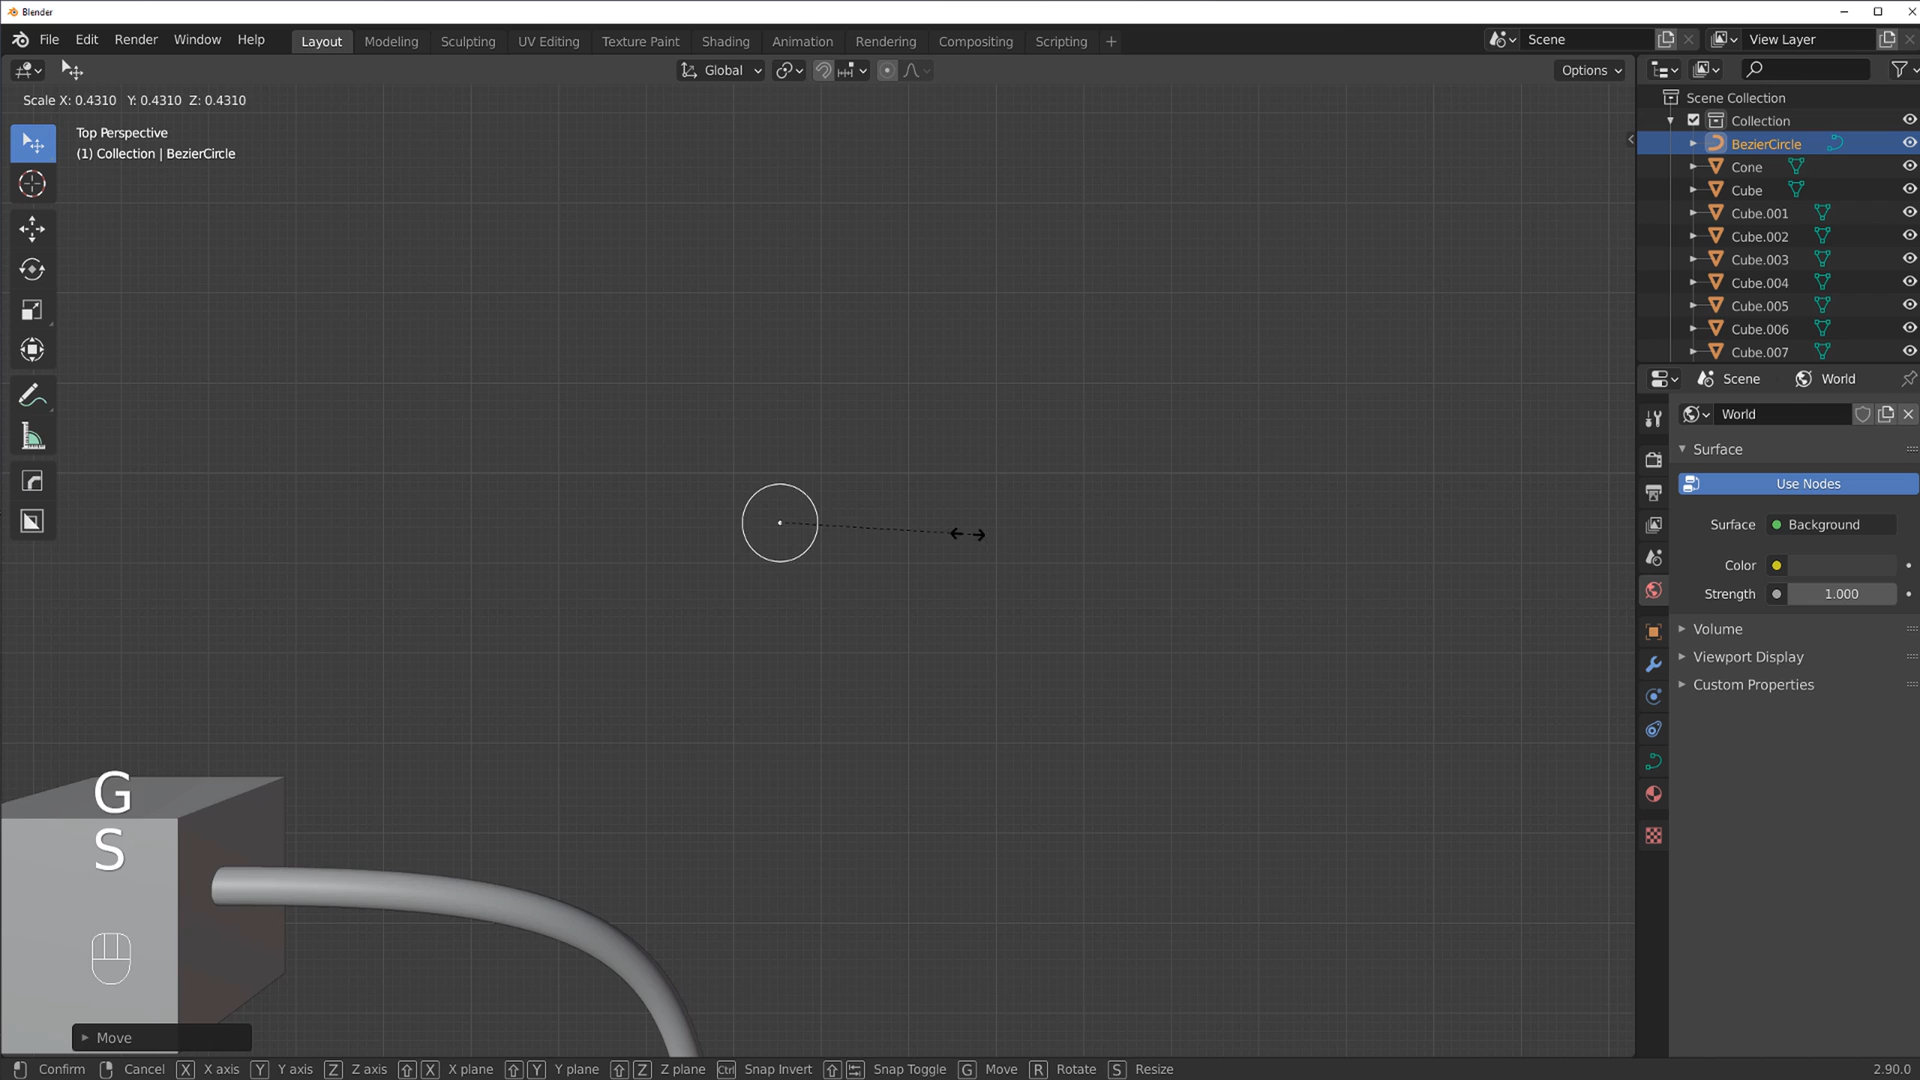 Blender
File Edit Render Window Help Layout Modeling Sculpting UV Editing Texture Paint Shading Animation Rendering Compositing Scripting + Scene View Layer
Global Options
Scale X: 0.4310 Y: 0.4310 Z: 0.4310
Top Perspective
(1) Collection | BezierCircle
Scene Collection
Collection
BezierCircle
Cone
Cube
Cube.001
Cube.002
Cube.003
Cube.004
Cube.005
Cube.006
Cube.007
Scene World
World
Surface
Use Nodes
Surface Background
Color
Strength 1.000
Volume
Viewport Display
Custom Properties
G
S
Move
Confirm Cancel X X axis Y Y axis Z Z axis X X plane Y Y plane Z Z plane Ctrl Snap Invert Snap Toggle G Move R Rotate S Resize 2.90.0